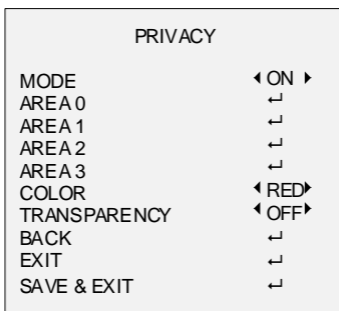 PRIVACY
MODE ◀ ON ▶
AREA 0 ↵
AREA 1 ↵
AREA 2 ↵
AREA 3 ↵
COLOR ◀ RED ▶
TRANSPARENCY ◀ OFF ▶
BACK ↵
EXIT ↵
SAVE & EXIT ↵